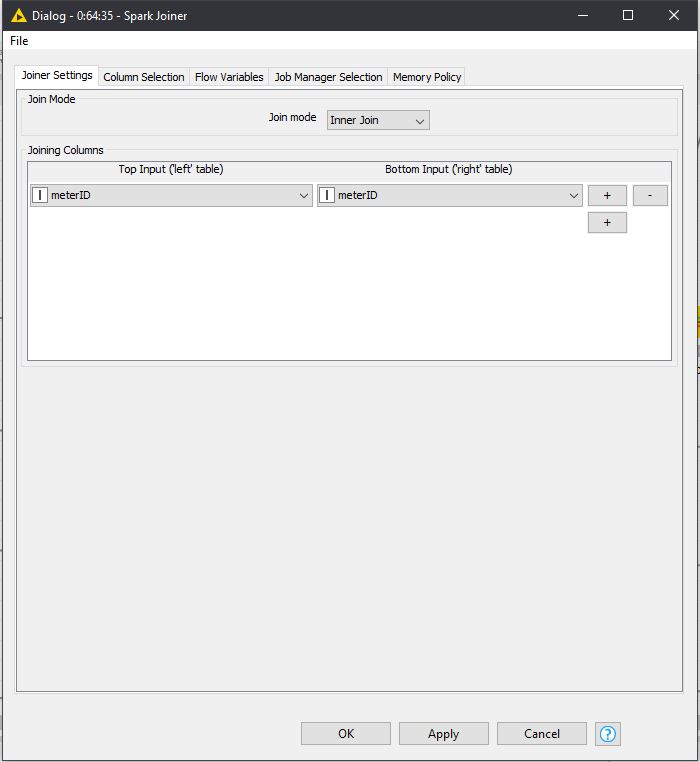 Dialog - 0:64:35 - Spark Joiner
File
Joiner Settings Column Selection Flow Variables Job Manager Selection Memory Policy
Join Mode
Join mode Inner Join
Joining Columns
Top Input ('left' table) Bottom Input ('right' table)
I meterID I meterID + -
+
OK Apply Cancel ?